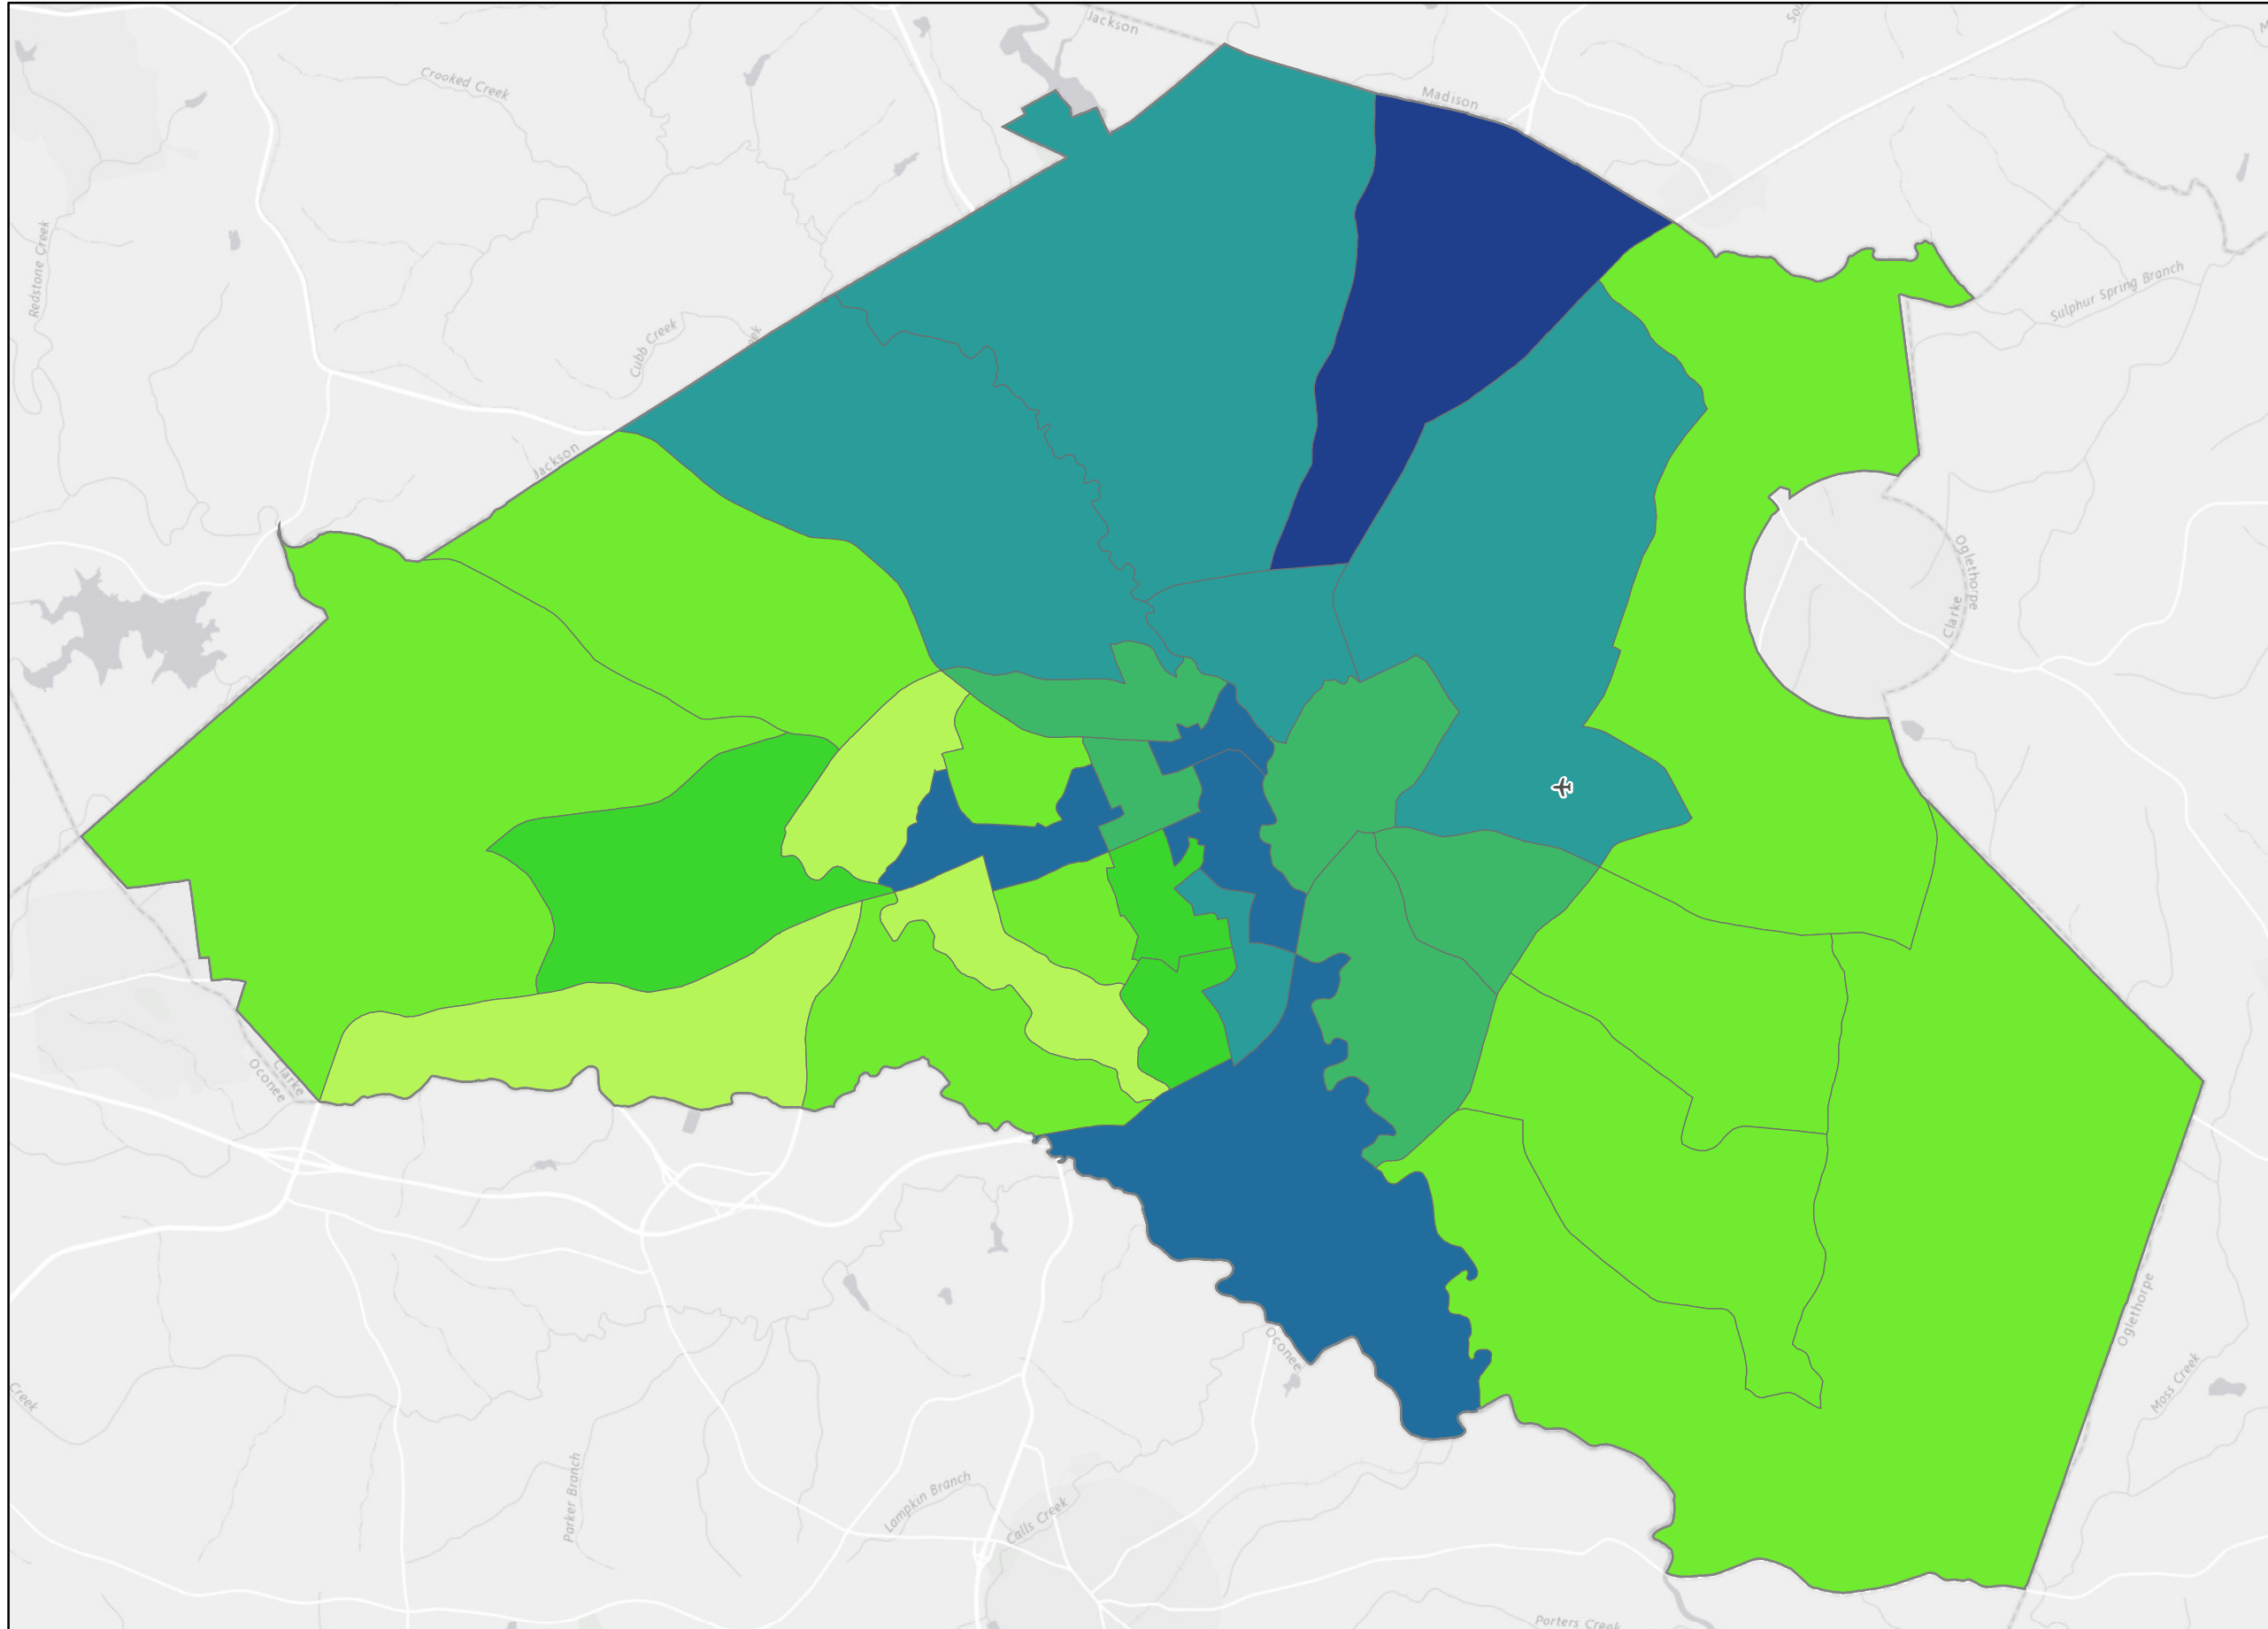 Jackson
Crooked Creek
Madison
Redstone Creek
Sulphur Spring Branch
Cubb Creek
Jackson
Oglethorpe
Clarke
Clarke
Oconee
Oglethorpe
Oconee
Moss Creek
Creek
Parker Branch
Lampkin Branch
Calls Creek
Porters Creek